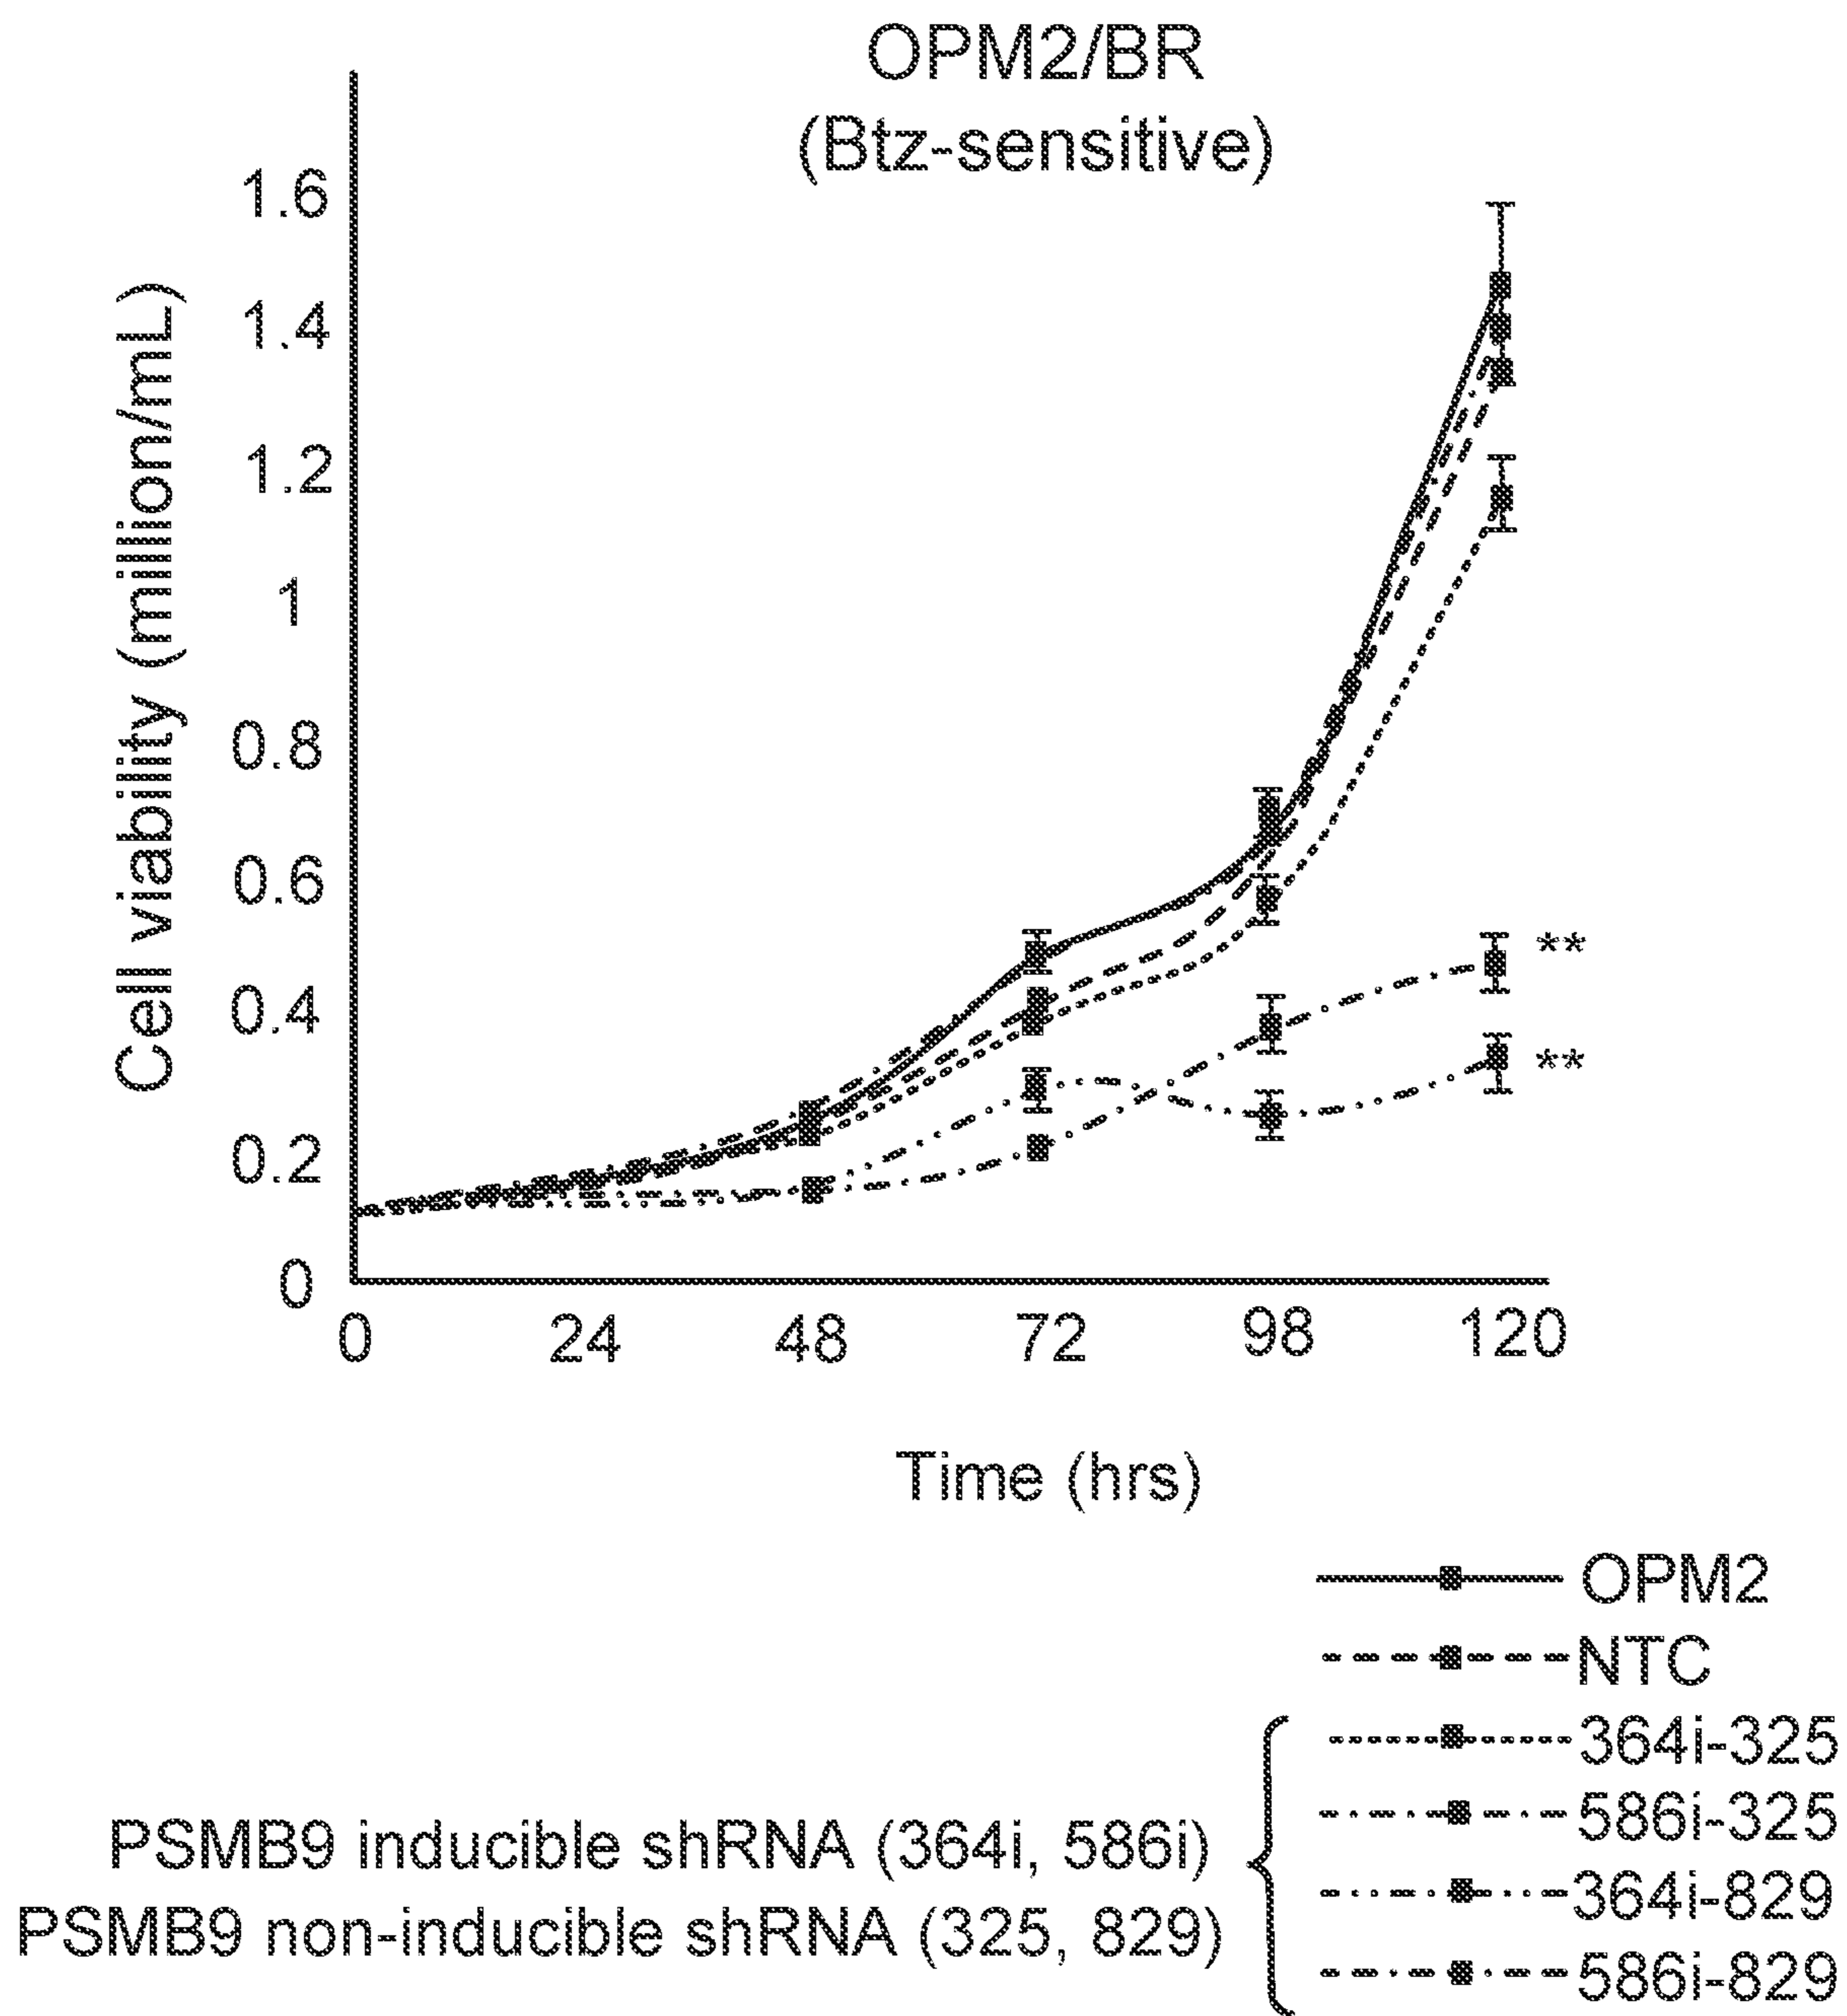 OPM2/BR
(Btz-sensitive)
Cell viability (million/mL)
1.6
1.4
1.2
1
0.8
0.6
0.4
0.2
0
**
**
0 24 48 72 98 120
Time (hrs)
OPM2
NTC
364i-325
586i-325
364i-829
586i-829
PSMB9 inducible shRNA (364i, 586i)
PSMB9 non-inducible shRNA (325, 829)